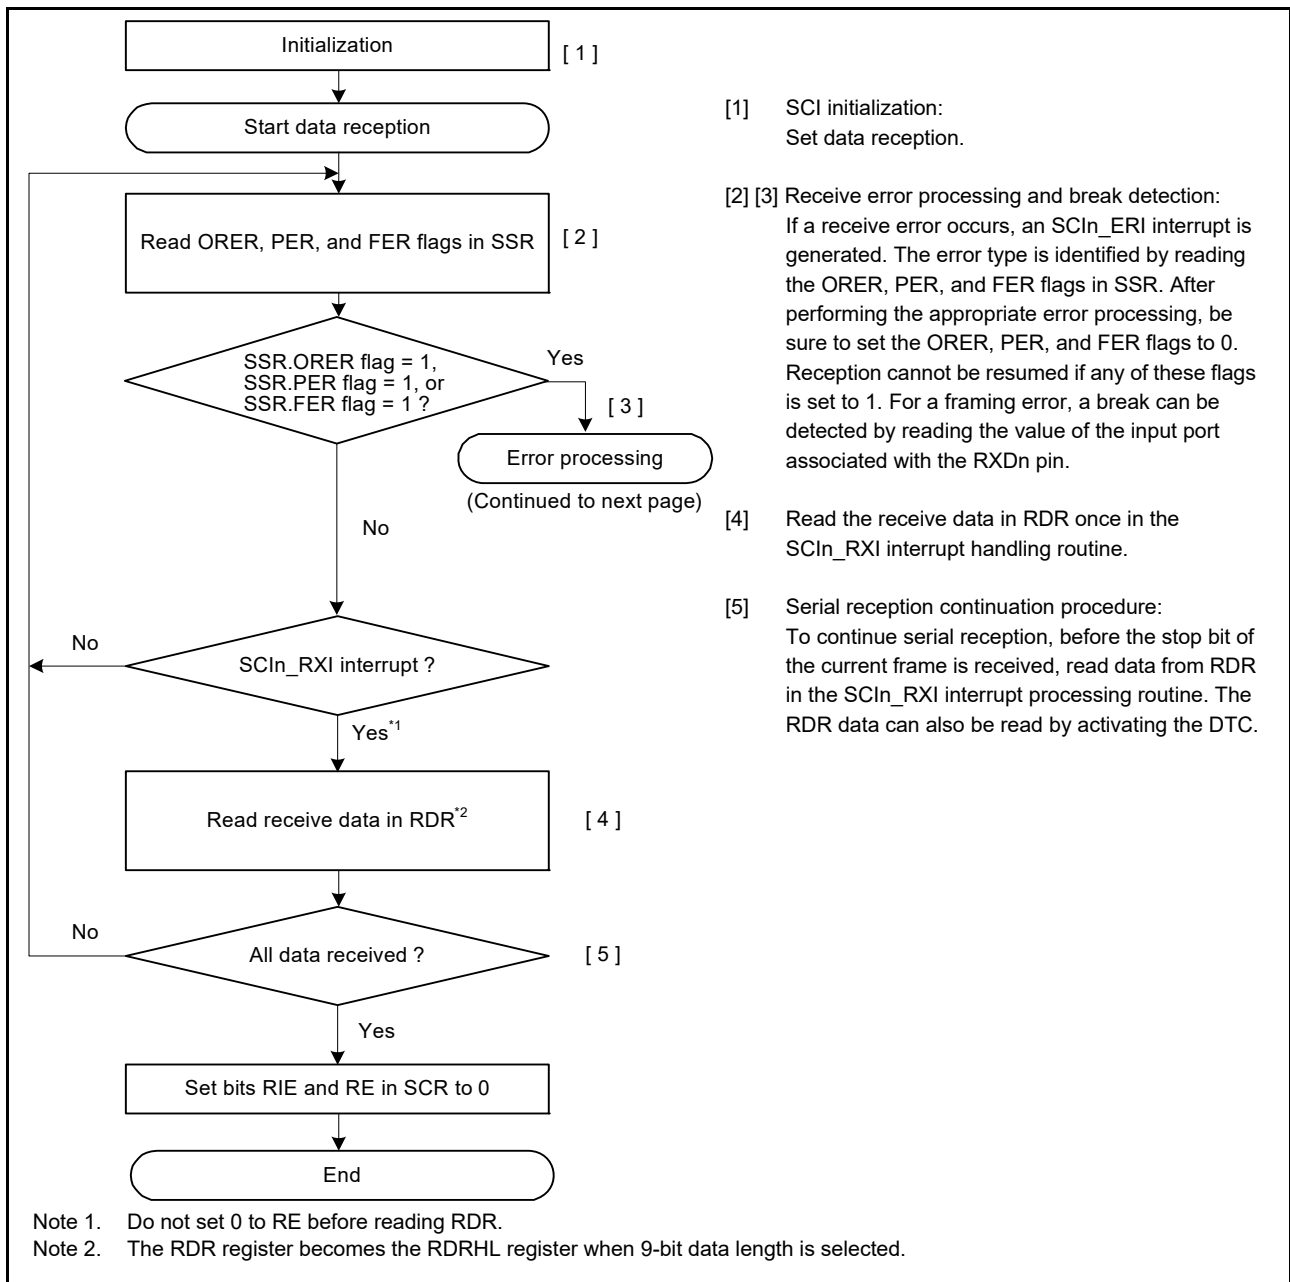 Initialization
[ 1 ]
Start data reception
Read ORER, PER, and FER flags in SSR
[ 2 ]
SSR.ORER flag = 1,
SSR.PER flag = 1, or
SSR.FER flag = 1 ?
Yes
[ 3 ]
Error processing
(Continued to next page)
No
SCIn_RXI interrupt ?
No
Yes*1
Read receive data in RDR*2
[ 4 ]
All data received ?
[ 5 ]
No
Yes
Set bits RIE and RE in SCR to 0
End
[1] SCI initialization:
Set data reception.
[2] [3] Receive error processing and break detection:
If a receive error occurs, an SCIn_ERI interrupt is
generated. The error type is identified by reading
the ORER, PER, and FER flags in SSR. After
performing the appropriate error processing, be
sure to set the ORER, PER, and FER flags to 0.
Reception cannot be resumed if any of these flags
is set to 1. For a framing error, a break can be
detected by reading the value of the input port
associated with the RXDn pin.
[4] Read the receive data in RDR once in the
SCIn_RXI interrupt handling routine.
[5] Serial reception continuation procedure:
To continue serial reception, before the stop bit of
the current frame is received, read data from RDR
in the SCIn_RXI interrupt processing routine. The
RDR data can also be read by activating the DTC.
Note 1. Do not set 0 to RE before reading RDR.
Note 2. The RDR register becomes the RDRHL register when 9-bit data length is selected.